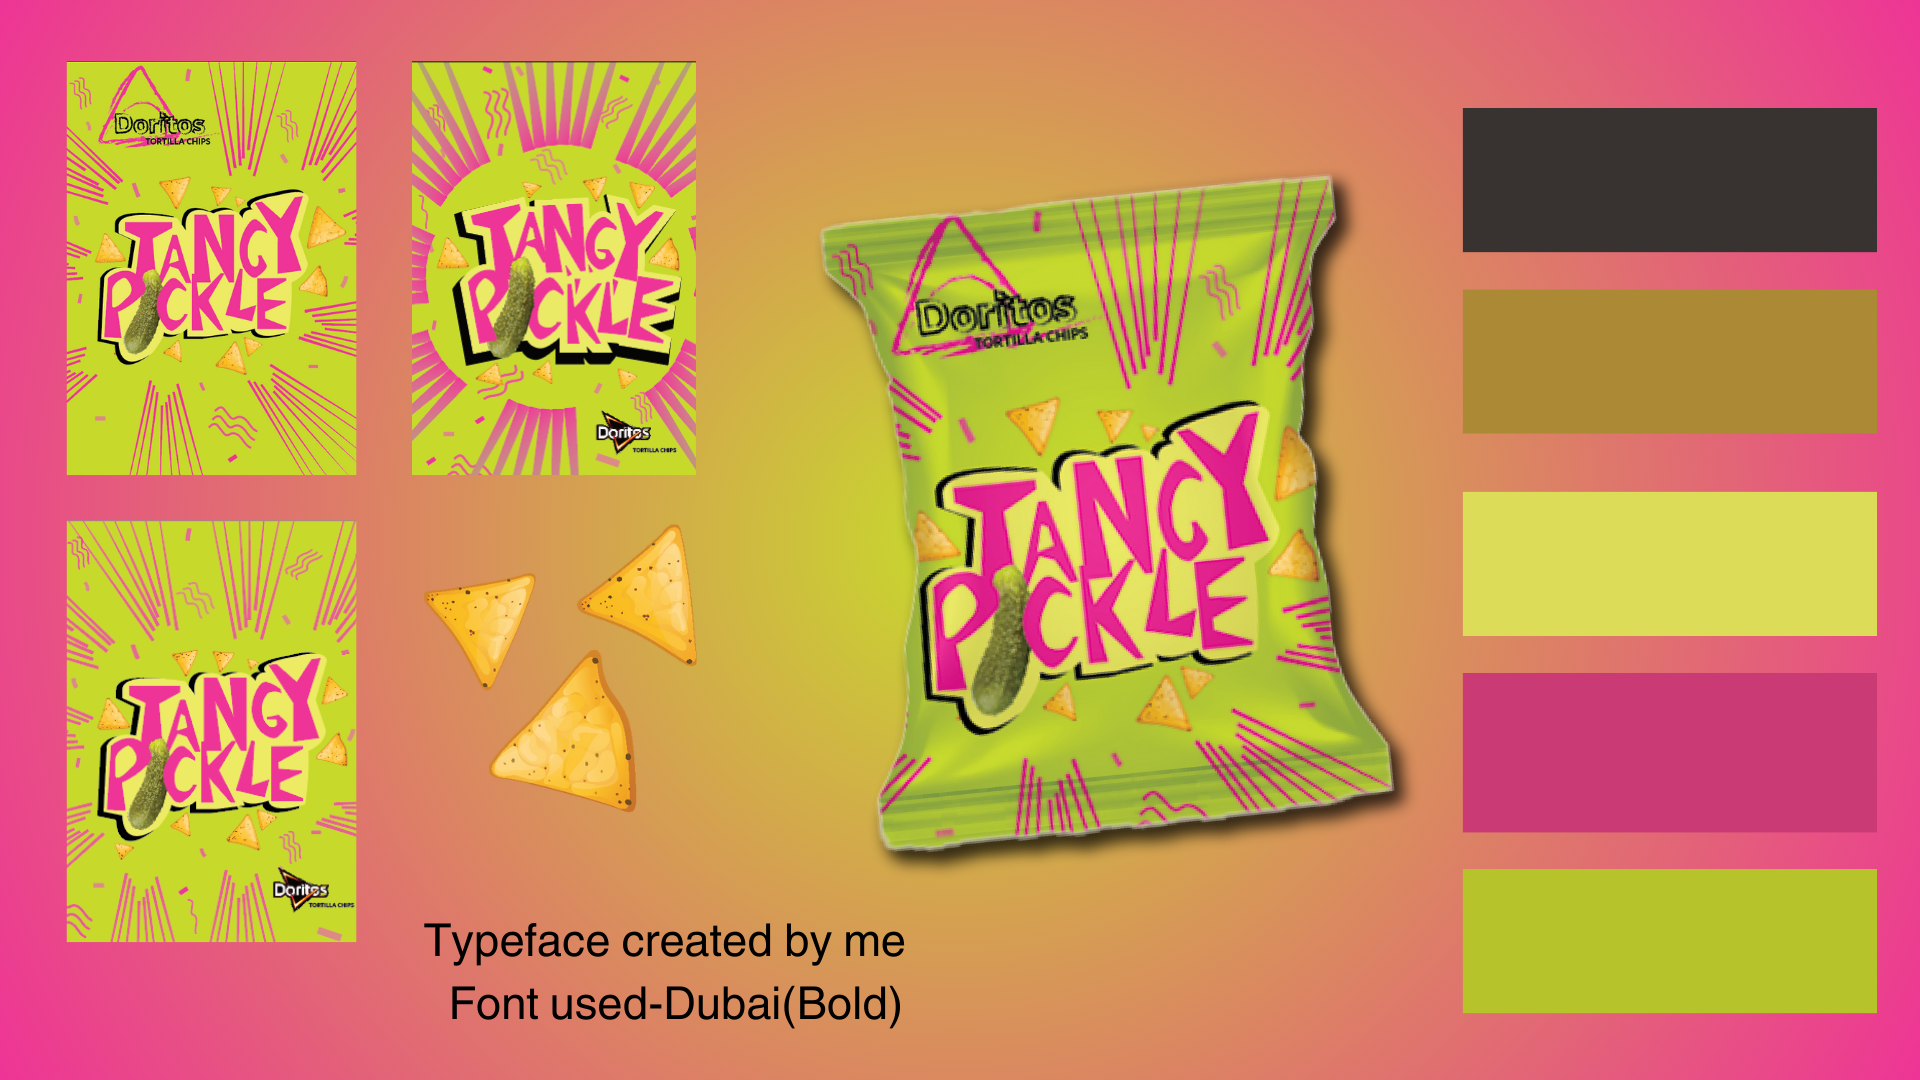 Doritos
TORTILLA CHIPS
TANGY
PICKLE
TANGY
PICKLE
Doritos
TORTILLA CHIPS
Doritos
TORTILLA CHIPS
TANGY
PICKLE
TANGY
PICKLE
Doritos
TORTILLA CHIPS
Typeface created by me
Font used-Dubai(Bold)